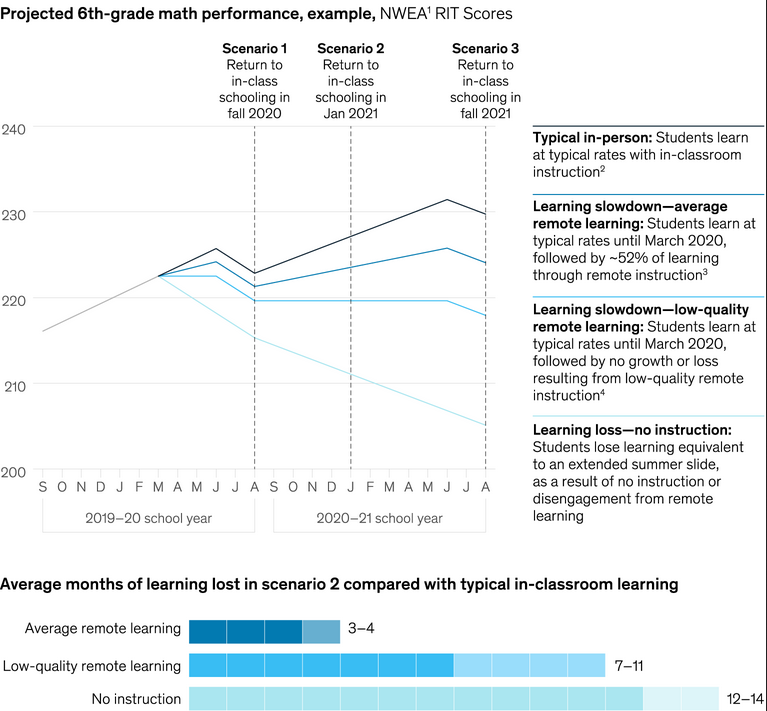 Projected 6th-grade math performance, example, NWEA¹ RIT Scores
Scenario 1
Return to
in-class
schooling in
fall 2020
Scenario 2
Return to
in-class
schooling in
Jan 2021
Scenario 3
Return to
in-class
schooling in
fall 2021
240
230
220
210
200
S O N D J F M A M J J A S O N D J F M A M J J A
2019–20 school year
2020–21 school year
Typical in-person: Students learn
at typical rates with in-classroom
instruction²
Learning slowdown—average
remote learning: Students learn at
typical rates until March 2020,
followed by ~52% of learning
through remote instruction³
Learning slowdown—low-quality
remote learning: Students learn at
typical rates until March 2020,
followed by no growth or loss
resulting from low-quality remote
instruction⁴
Learning loss—no instruction:
Students lose learning equivalent
to an extended summer slide,
as a result of no instruction or
disengagement from remote
learning
Average months of learning lost in scenario 2 compared with typical in-classroom learning
Average remote learning 3–4
Low-quality remote learning 7–11
No instruction 12–14